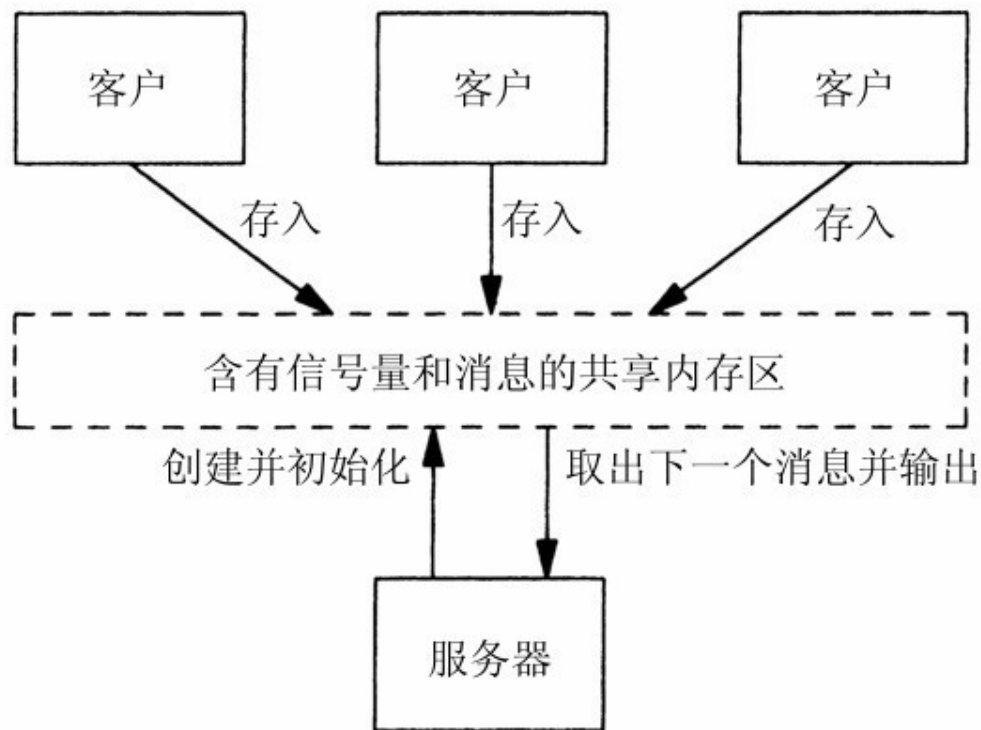 客户
客户
客户
存入
存入
存入
含有信号量和消息的共享内存区
创建并初始化
取出下一个消息并输出
服务器